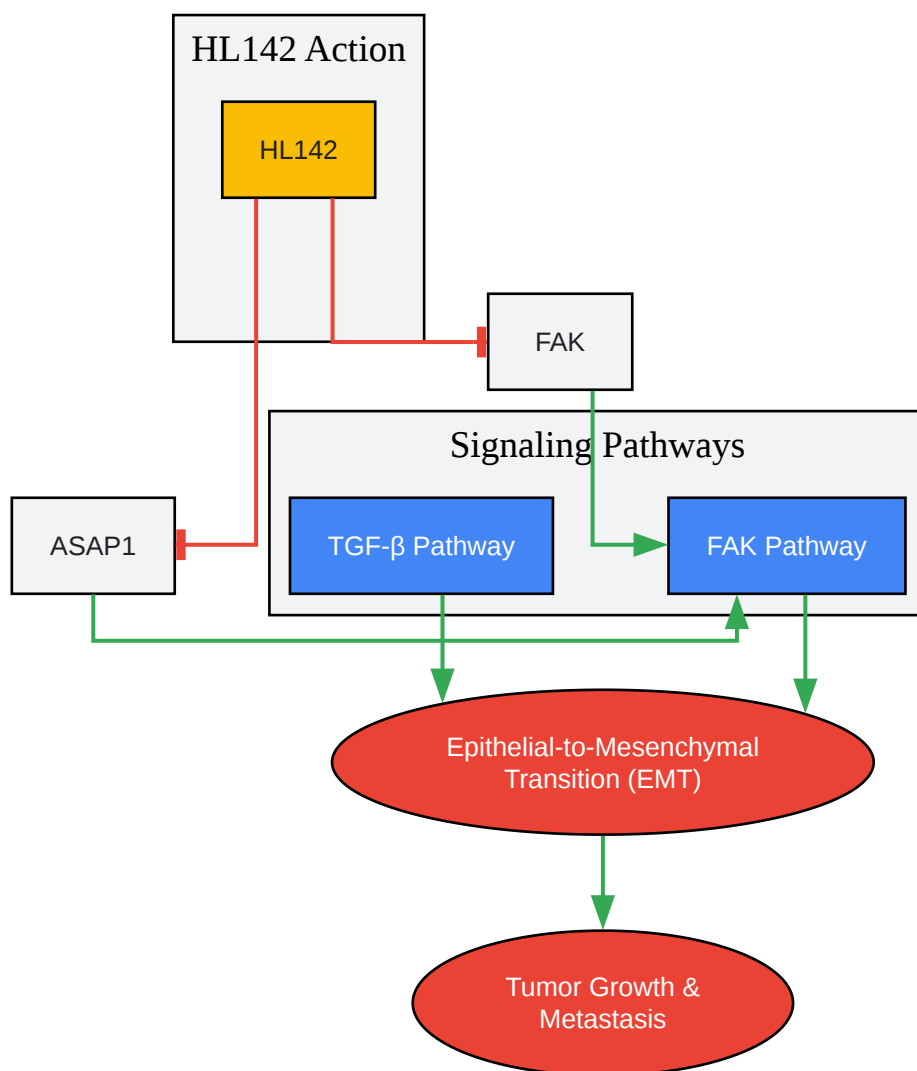 HL142 Action
HL142
FAK
Signaling Pathways
ASAP1
TGF-β Pathway
FAK Pathway
Epithelial-to-Mesenchymal
Transition (EMT)
Tumor Growth &
Metastasis